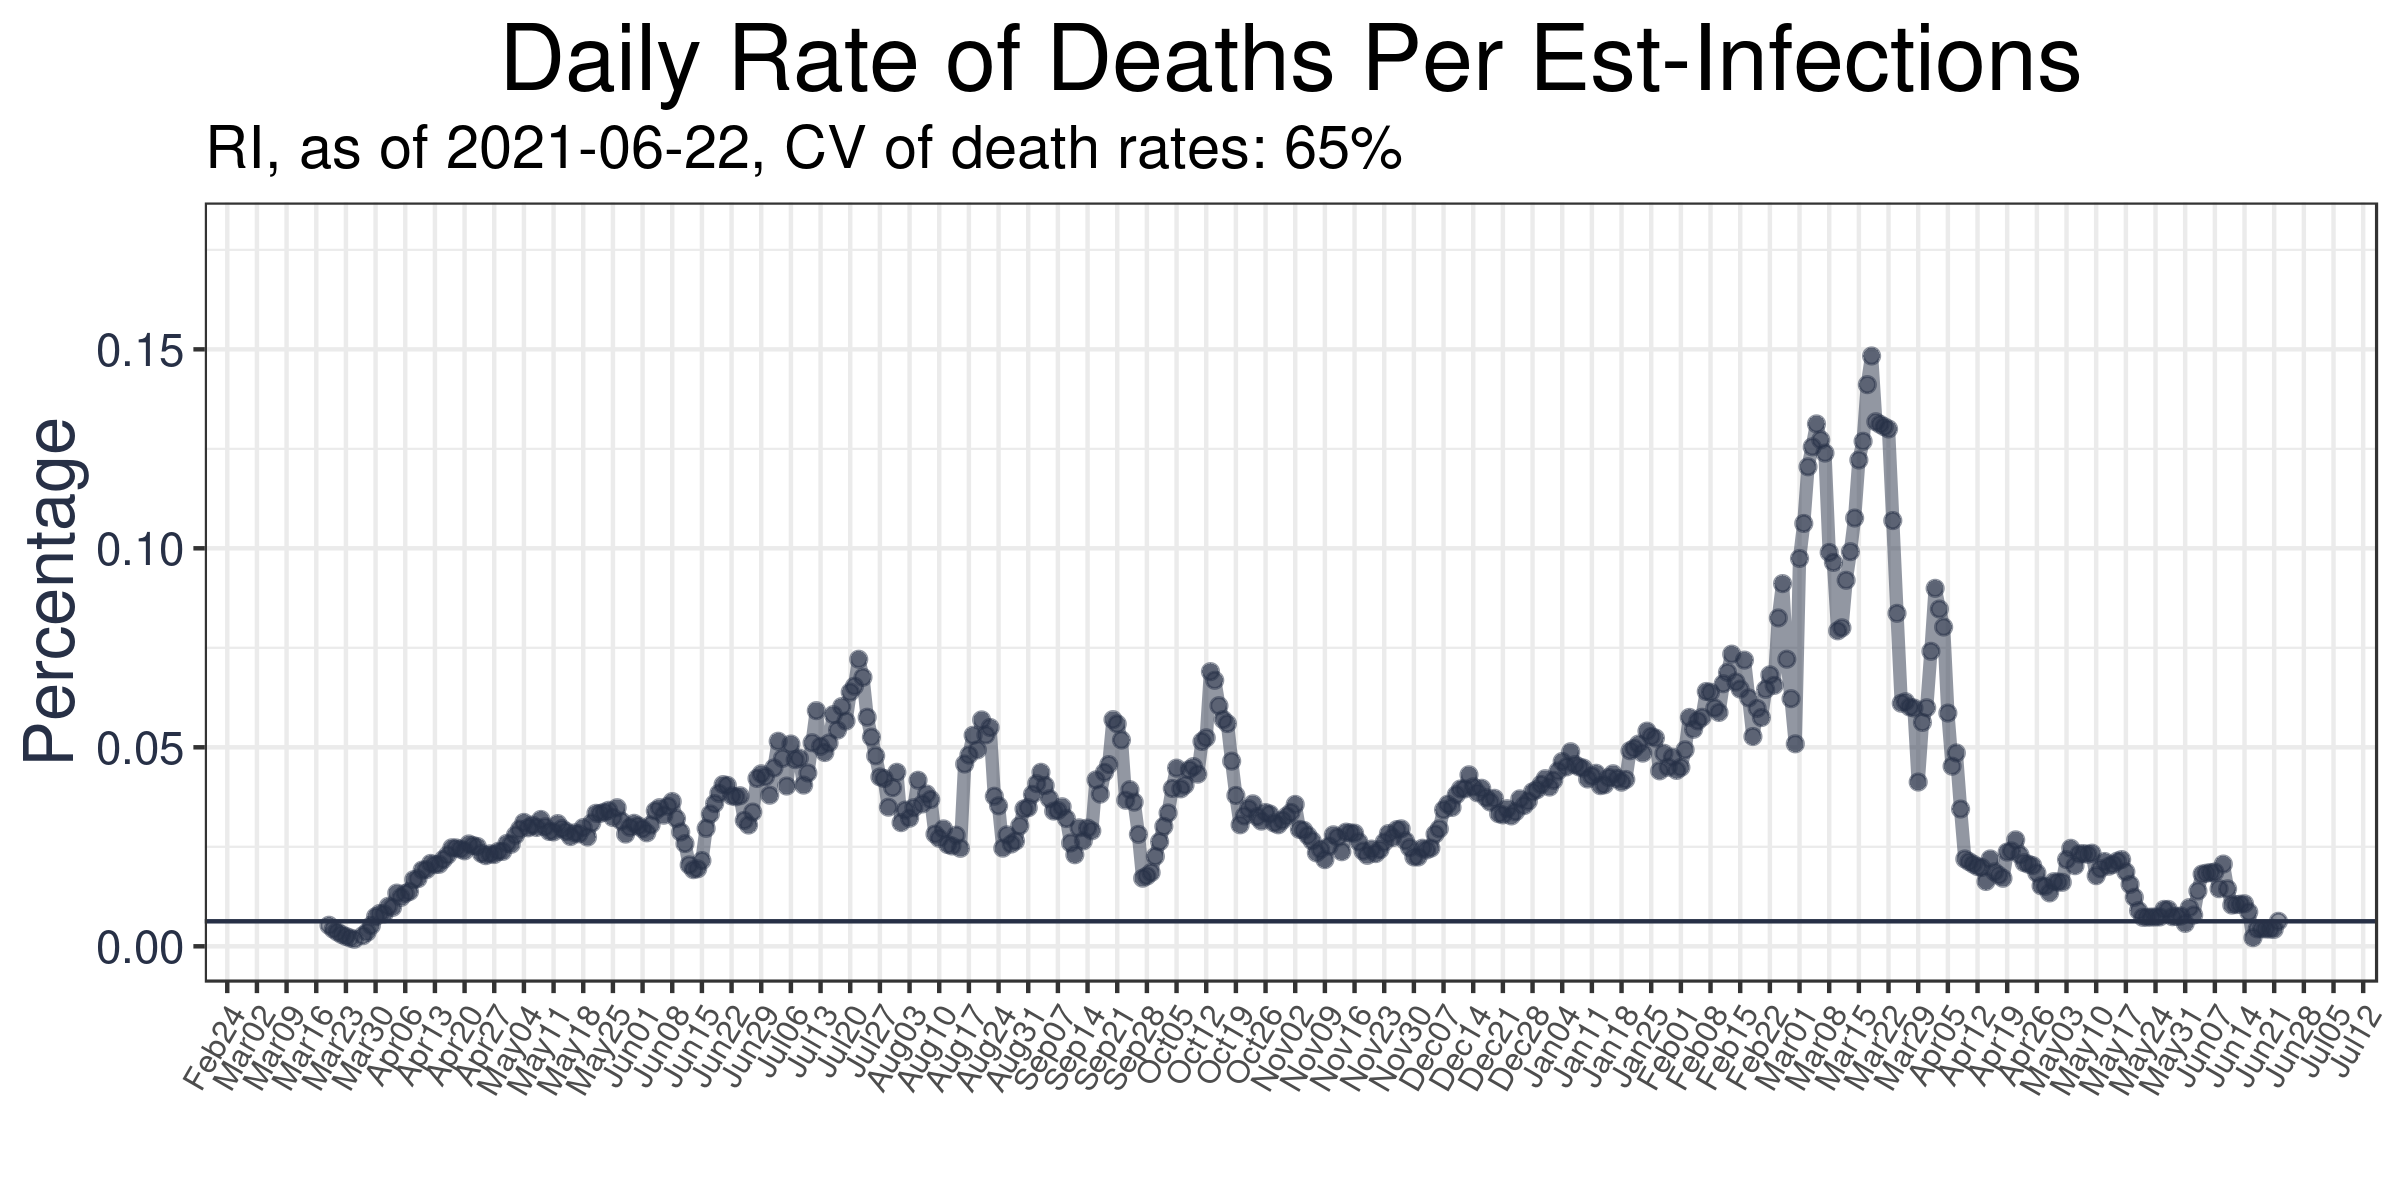 Daily Rate of Deaths Per Est-Infections
RI, as of 2021-06-22, CV of death rates: 65%
Percentage
0.15
0.10
0.05
0.00
Feb24
Mar02
Mar09
Mar16
Mar23
Mar30
Apr06
Apr13
Apr20
Apr27
May04
May11
May18
May25
Jun01
Jun08
Jun15
Jun22
Jun29
Jul06
Jul13
Jul20
Jul27
Aug03
Aug10
Aug17
Aug24
Aug31
Sep07
Sep14
Sep21
Sep28
Oct05
Oct12
Oct19
Oct26
Nov02
Nov09
Nov16
Nov23
Nov30
Dec07
Dec14
Dec21
Dec28
Jan04
Jan11
Jan18
Jan25
Feb01
Feb08
Feb15
Feb22
Mar01
Mar08
Mar15
Mar22
Mar29
Apr05
Apr12
Apr19
Apr26
May03
May10
May17
May24
May31
Jun07
Jun14
Jun21
Jun28
Jul05
Jul12